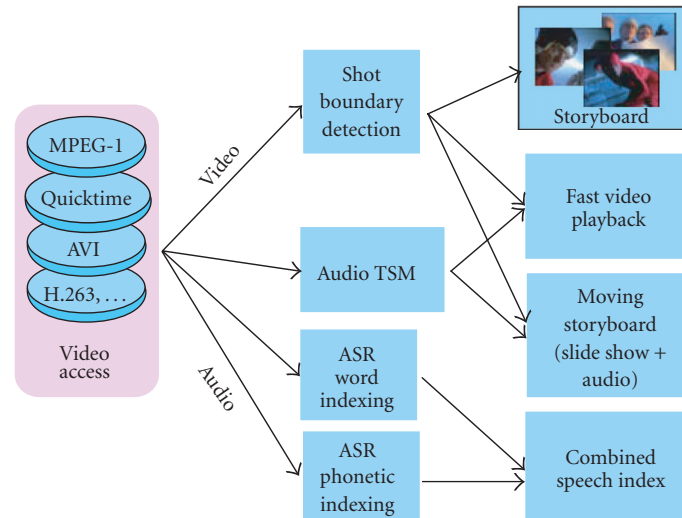 MPEG-1
Quicktime
AVI
H.263, ...
Video
access
Video
Audio
Shot
boundary
detection
Audio TSM
ASR
word
indexing
ASR
phonetic
indexing
Storyboard
Fast video
playback
Moving
storyboard
(slide show +
audio)
Combined
speech index